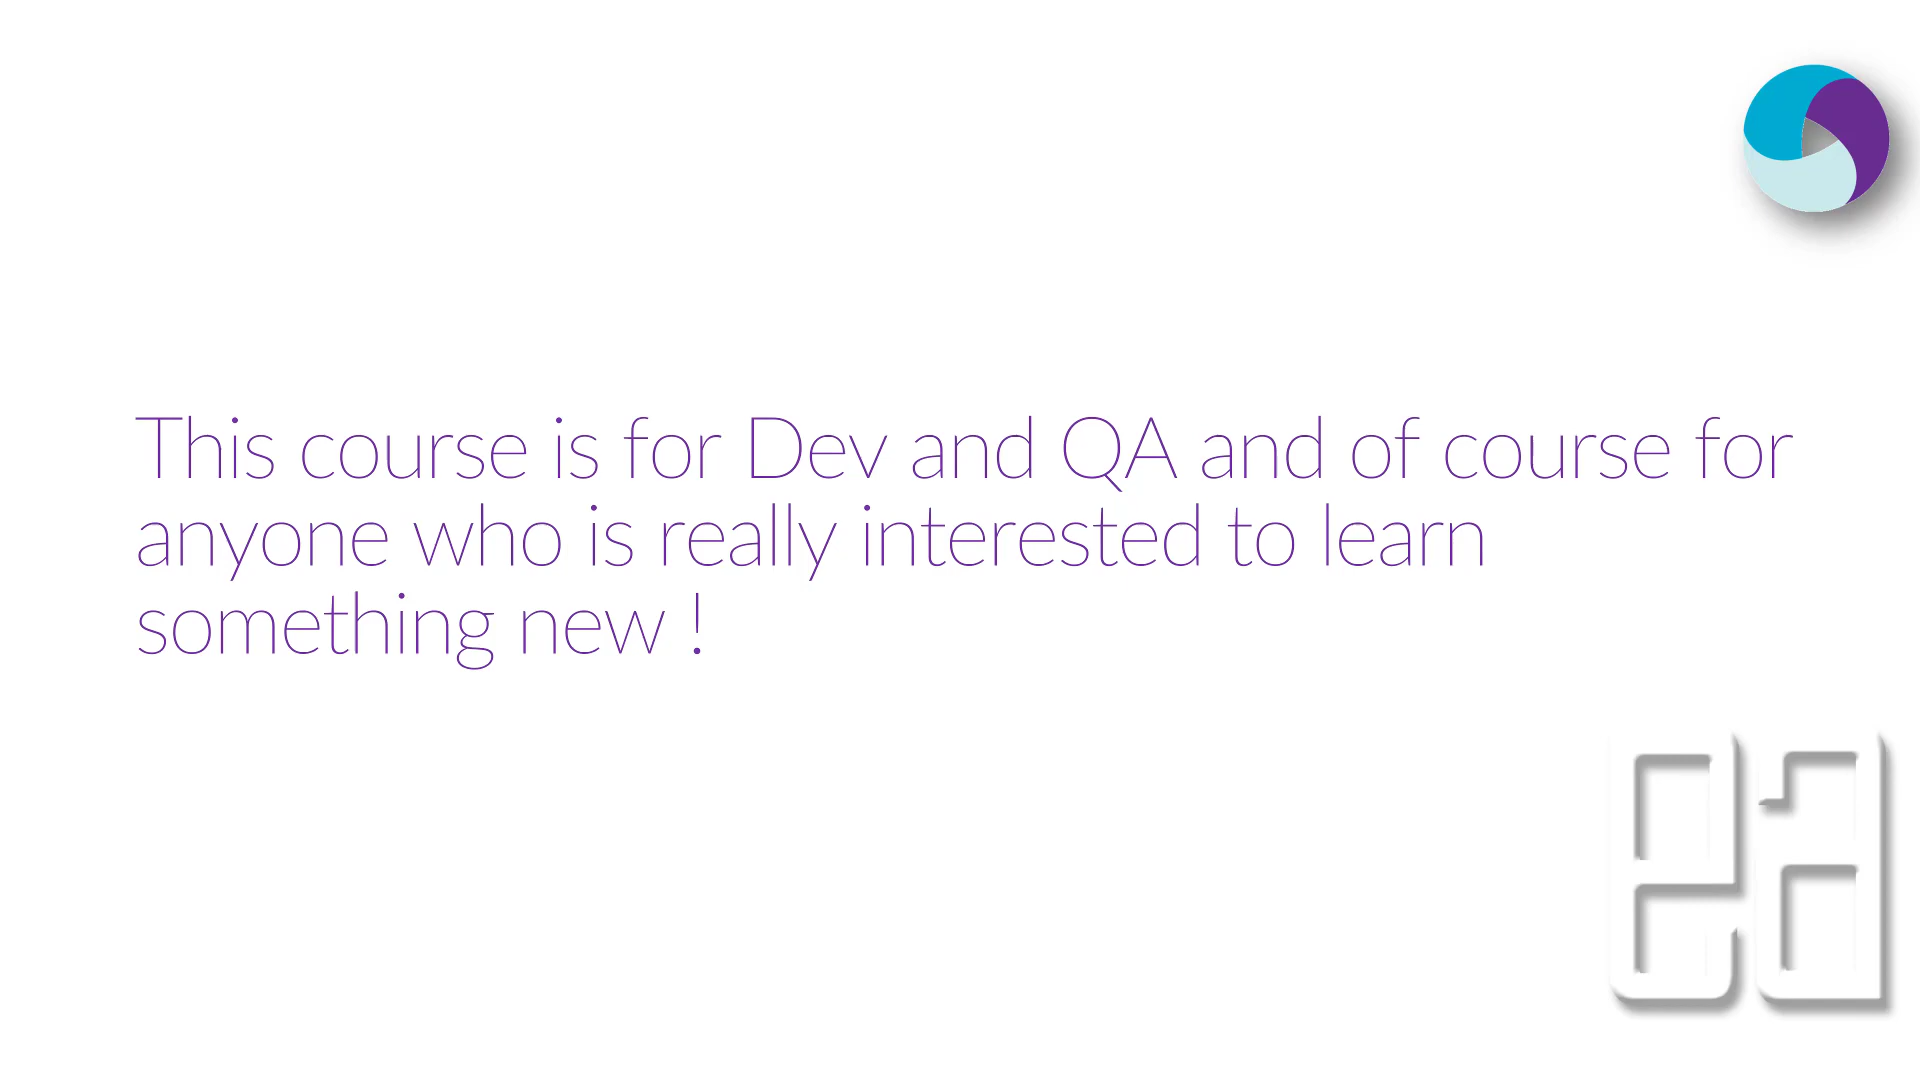 This course is for Dev and QA and of course for
anyone who is really interested to learn
something new !
ea